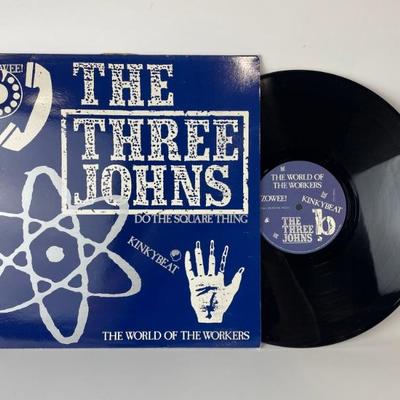 ZOWEE!
THE
THREE
JOHNS
DO THE SQUARE THING
KINKYBEAT
THE WORLD OF THE WORKERS
THE WORLD OF
THE WORKERS
ZOWEE!
KINKYBEAT
THE
THREE
JOHNS
b